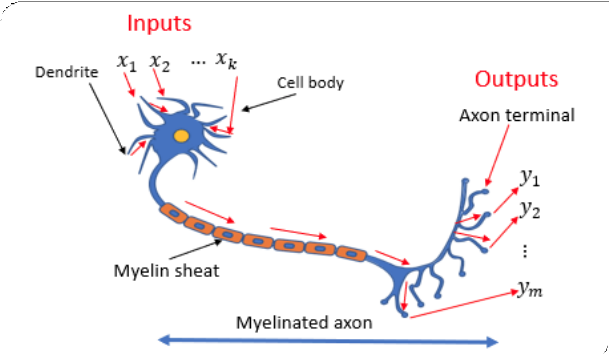 Inputs
x₁ x₂ ... xₖ
Dendrite
Cell body
Outputs
Axon terminal
y₁
y₂
⋮
yₘ
Myelin sheat
Myelinated axon